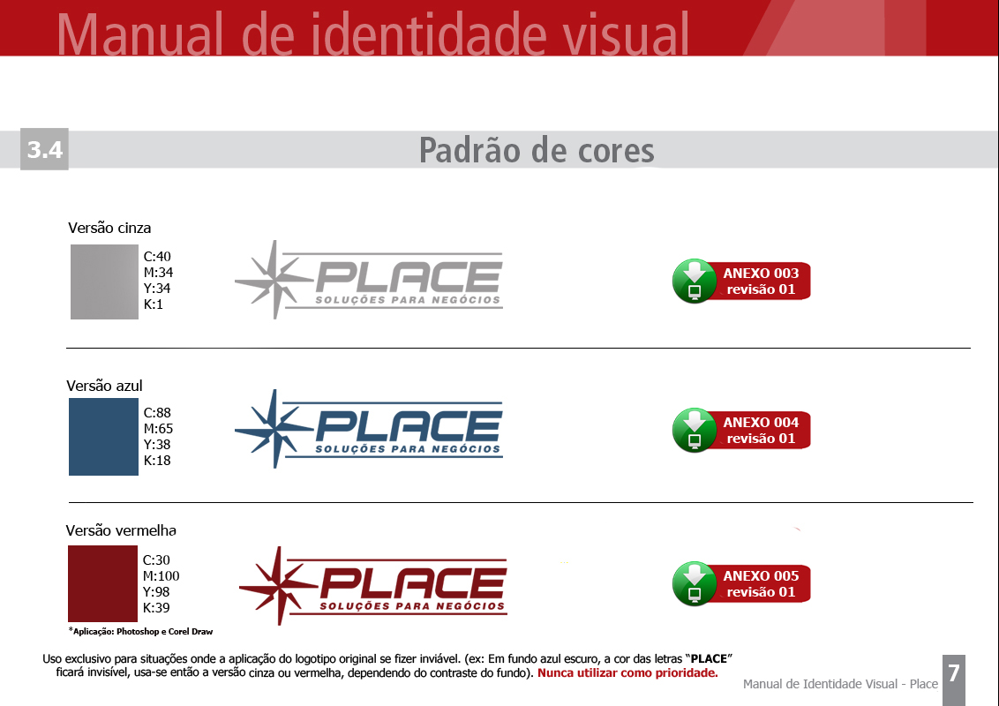 Manual de identidade visual
3.4
Padrão de cores
Versão cinza
C:40
M:34
Y:34
K:1
PLACE
SOLUÇÕES PARA NEGÓCIOS
ANEXO 003
revisão 01
Versão azul
C:88
M:65
Y:38
K:18
PLACE
SOLUÇÕES PARA NEGÓCIOS
ANEXO 004
revisão 01
Versão vermelha
C:30
M:100
Y:98
K:39
*Aplicação: Photoshop e Corel Draw
PLACE
SOLUÇÕES PARA NEGÓCIOS
ANEXO 005
revisão 01
Uso exclusivo para situações onde a aplicação do logotipo original se fizer inviável. (ex: Em fundo azul escuro, a cor das letras “PLACE”
ficará invisível, usa-se então a versão cinza ou vermelha, dependendo do contraste do fundo). Nunca utilizar como prioridade.
Manual de Identidade Visual - Place
7